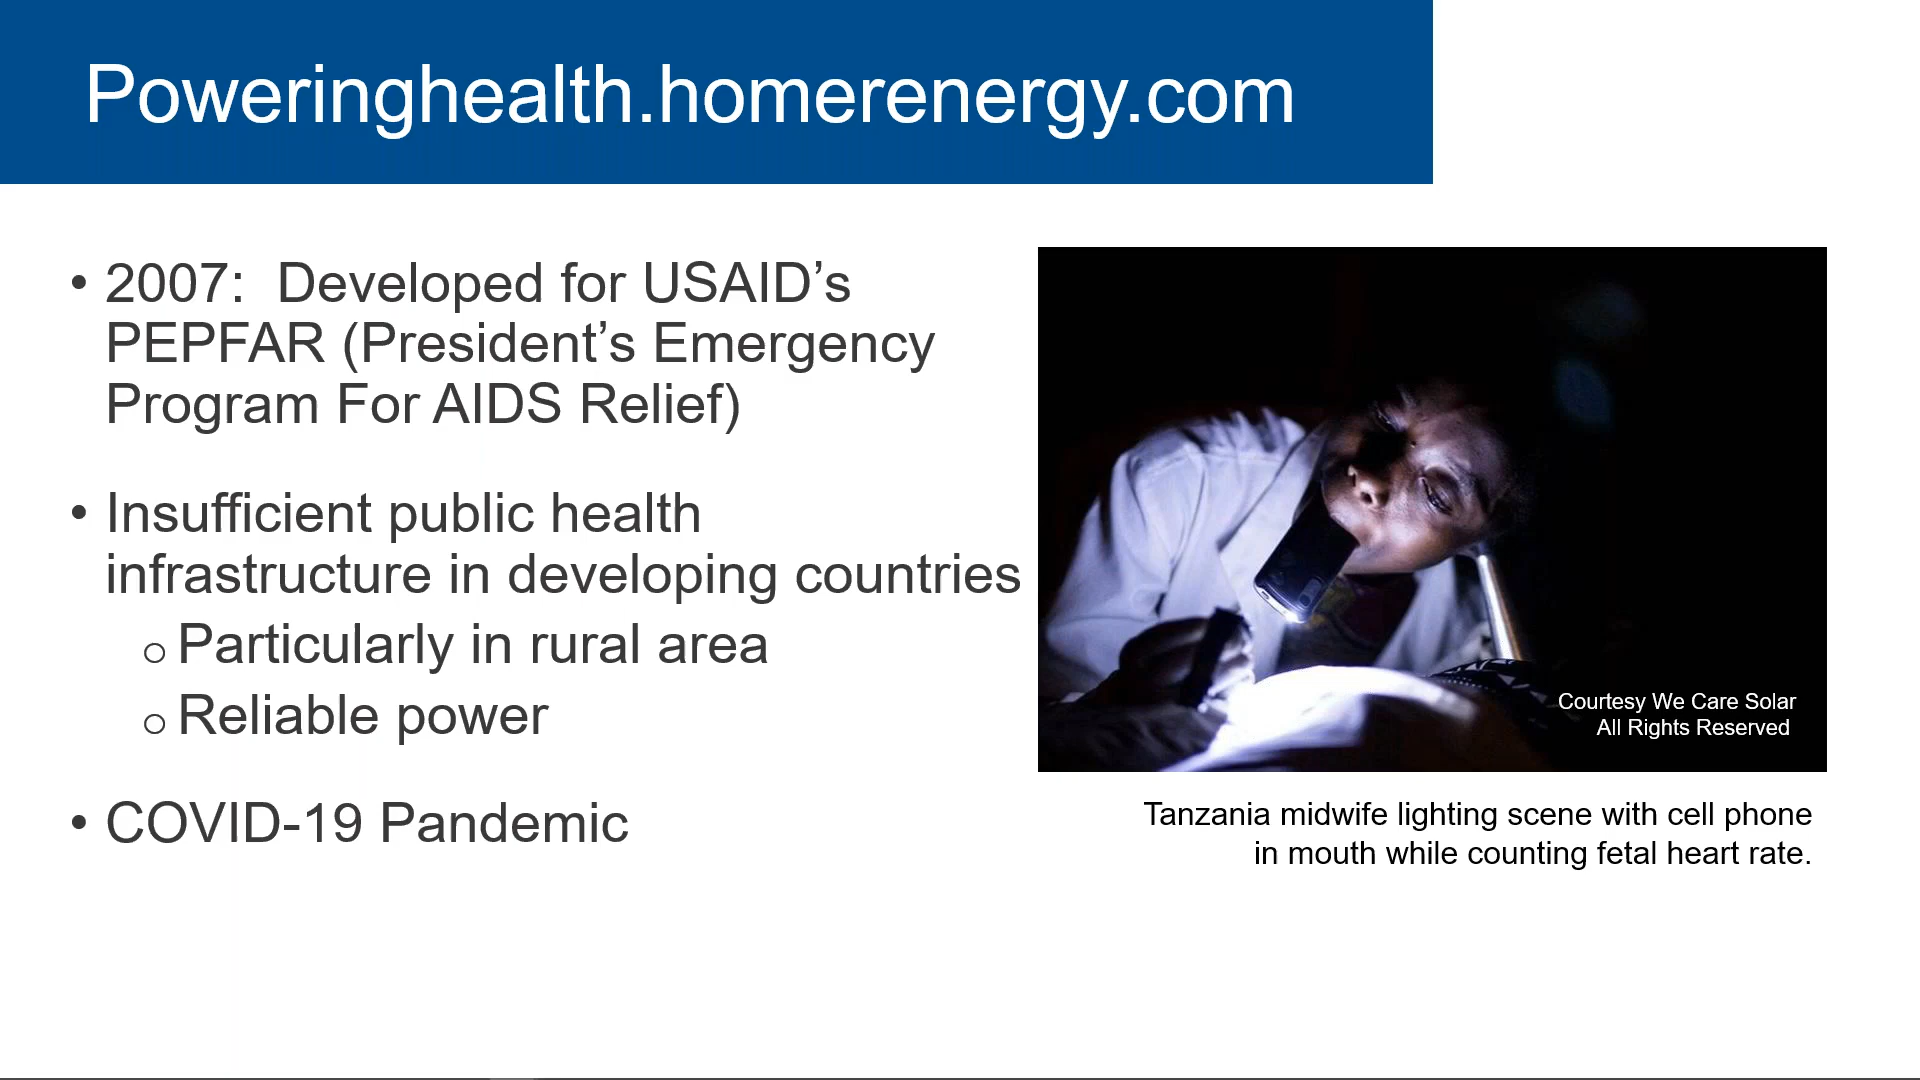 Poweringhealth.homerenergy.com
• 2007:  Developed for USAID’s
PEPFAR (President’s Emergency
Program For AIDS Relief)
• Insufficient public health
infrastructure in developing countries
o Particularly in rural area
o Reliable power
• COVID-19 Pandemic
Courtesy We Care Solar
All Rights Reserved
Tanzania midwife lighting scene with cell phone
in mouth while counting fetal heart rate.